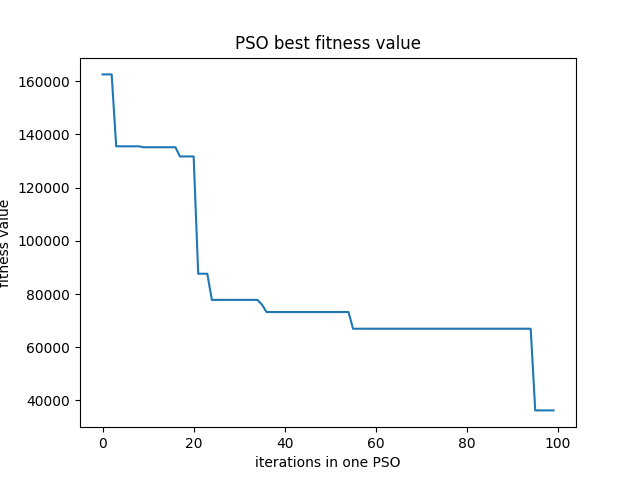 PSO best fitness value
160000
140000
120000
100000
80000
60000
40000
fitness value
0 20 40 60 80 100
iterations in one PSO